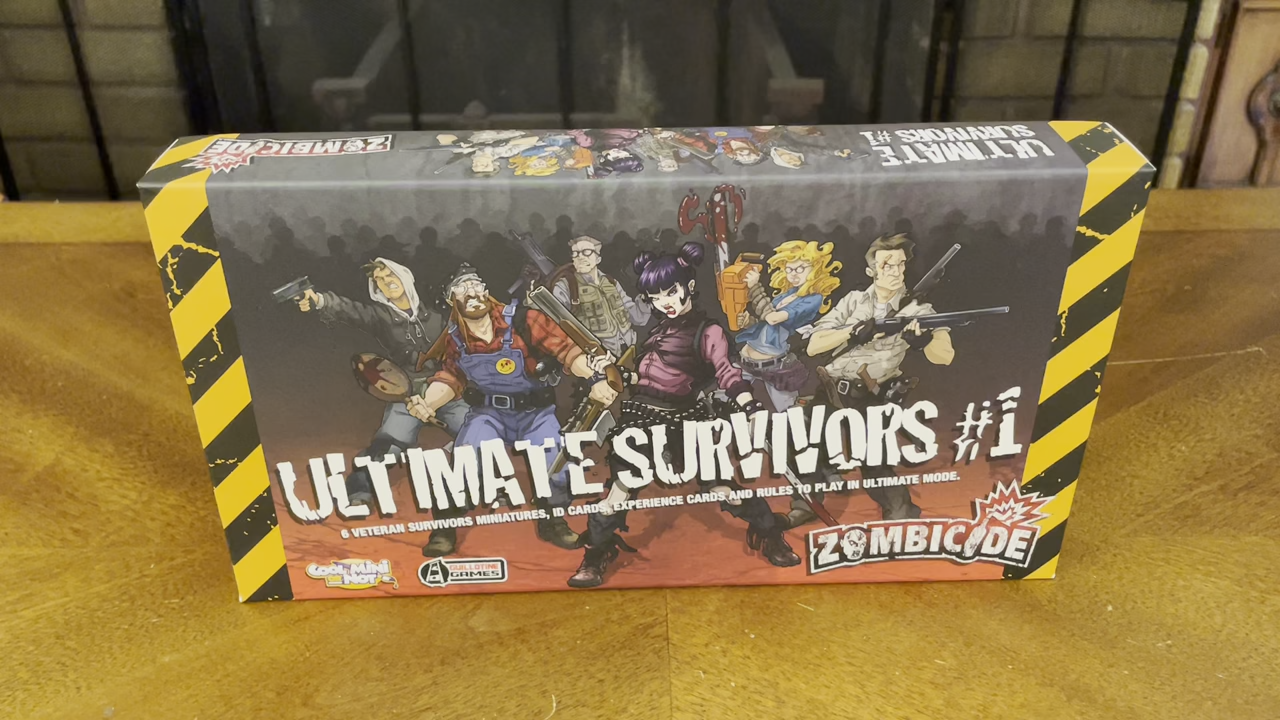 ZOMBICIDE
ULTIMATE
SURVIVORS
#1
ULTIMATE SURVIVORS #1
6 VETERAN SURVIVORS MINIATURES, ID CARDS, EXPERIENCE CARDS AND RULES TO PLAY IN ULTIMATE MODE.
COOL MINI
OR NOT
GUILLOTINE
GAMES
ZOMBICIDE